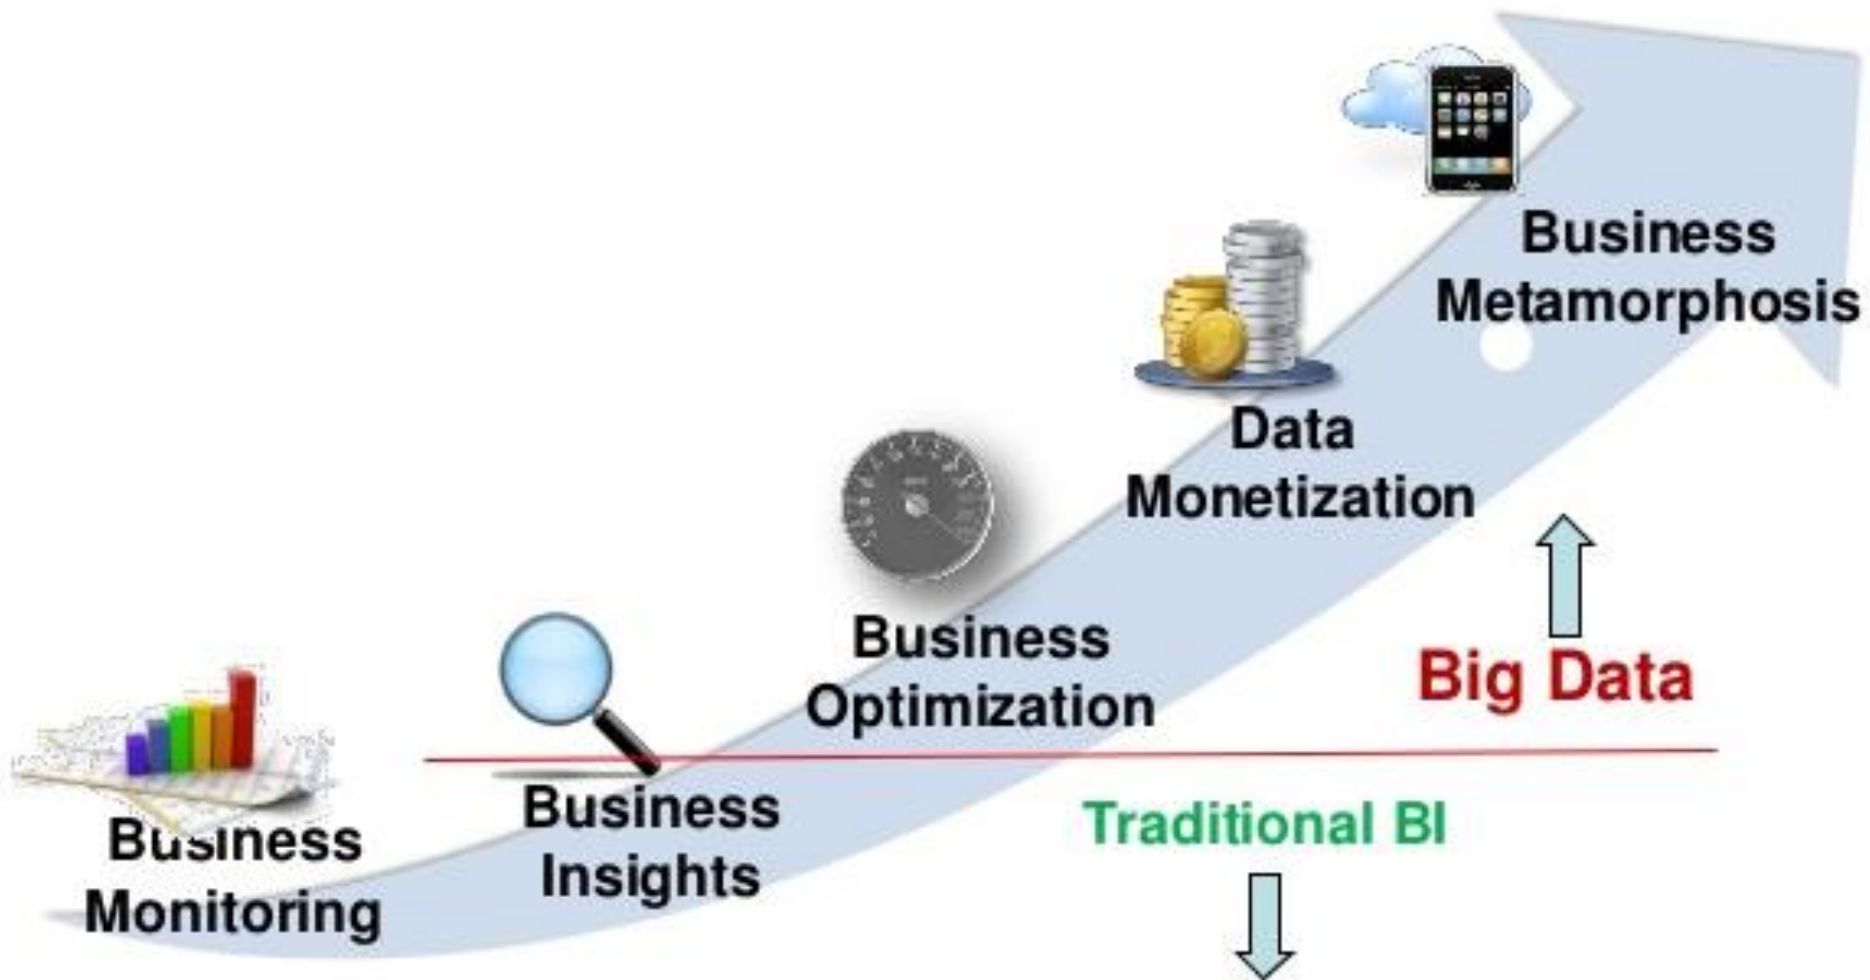 Business
Metamorphosis
Data
Monetization
Business
Optimization
Big Data
Business
Insights
Traditional BI
Business
Monitoring